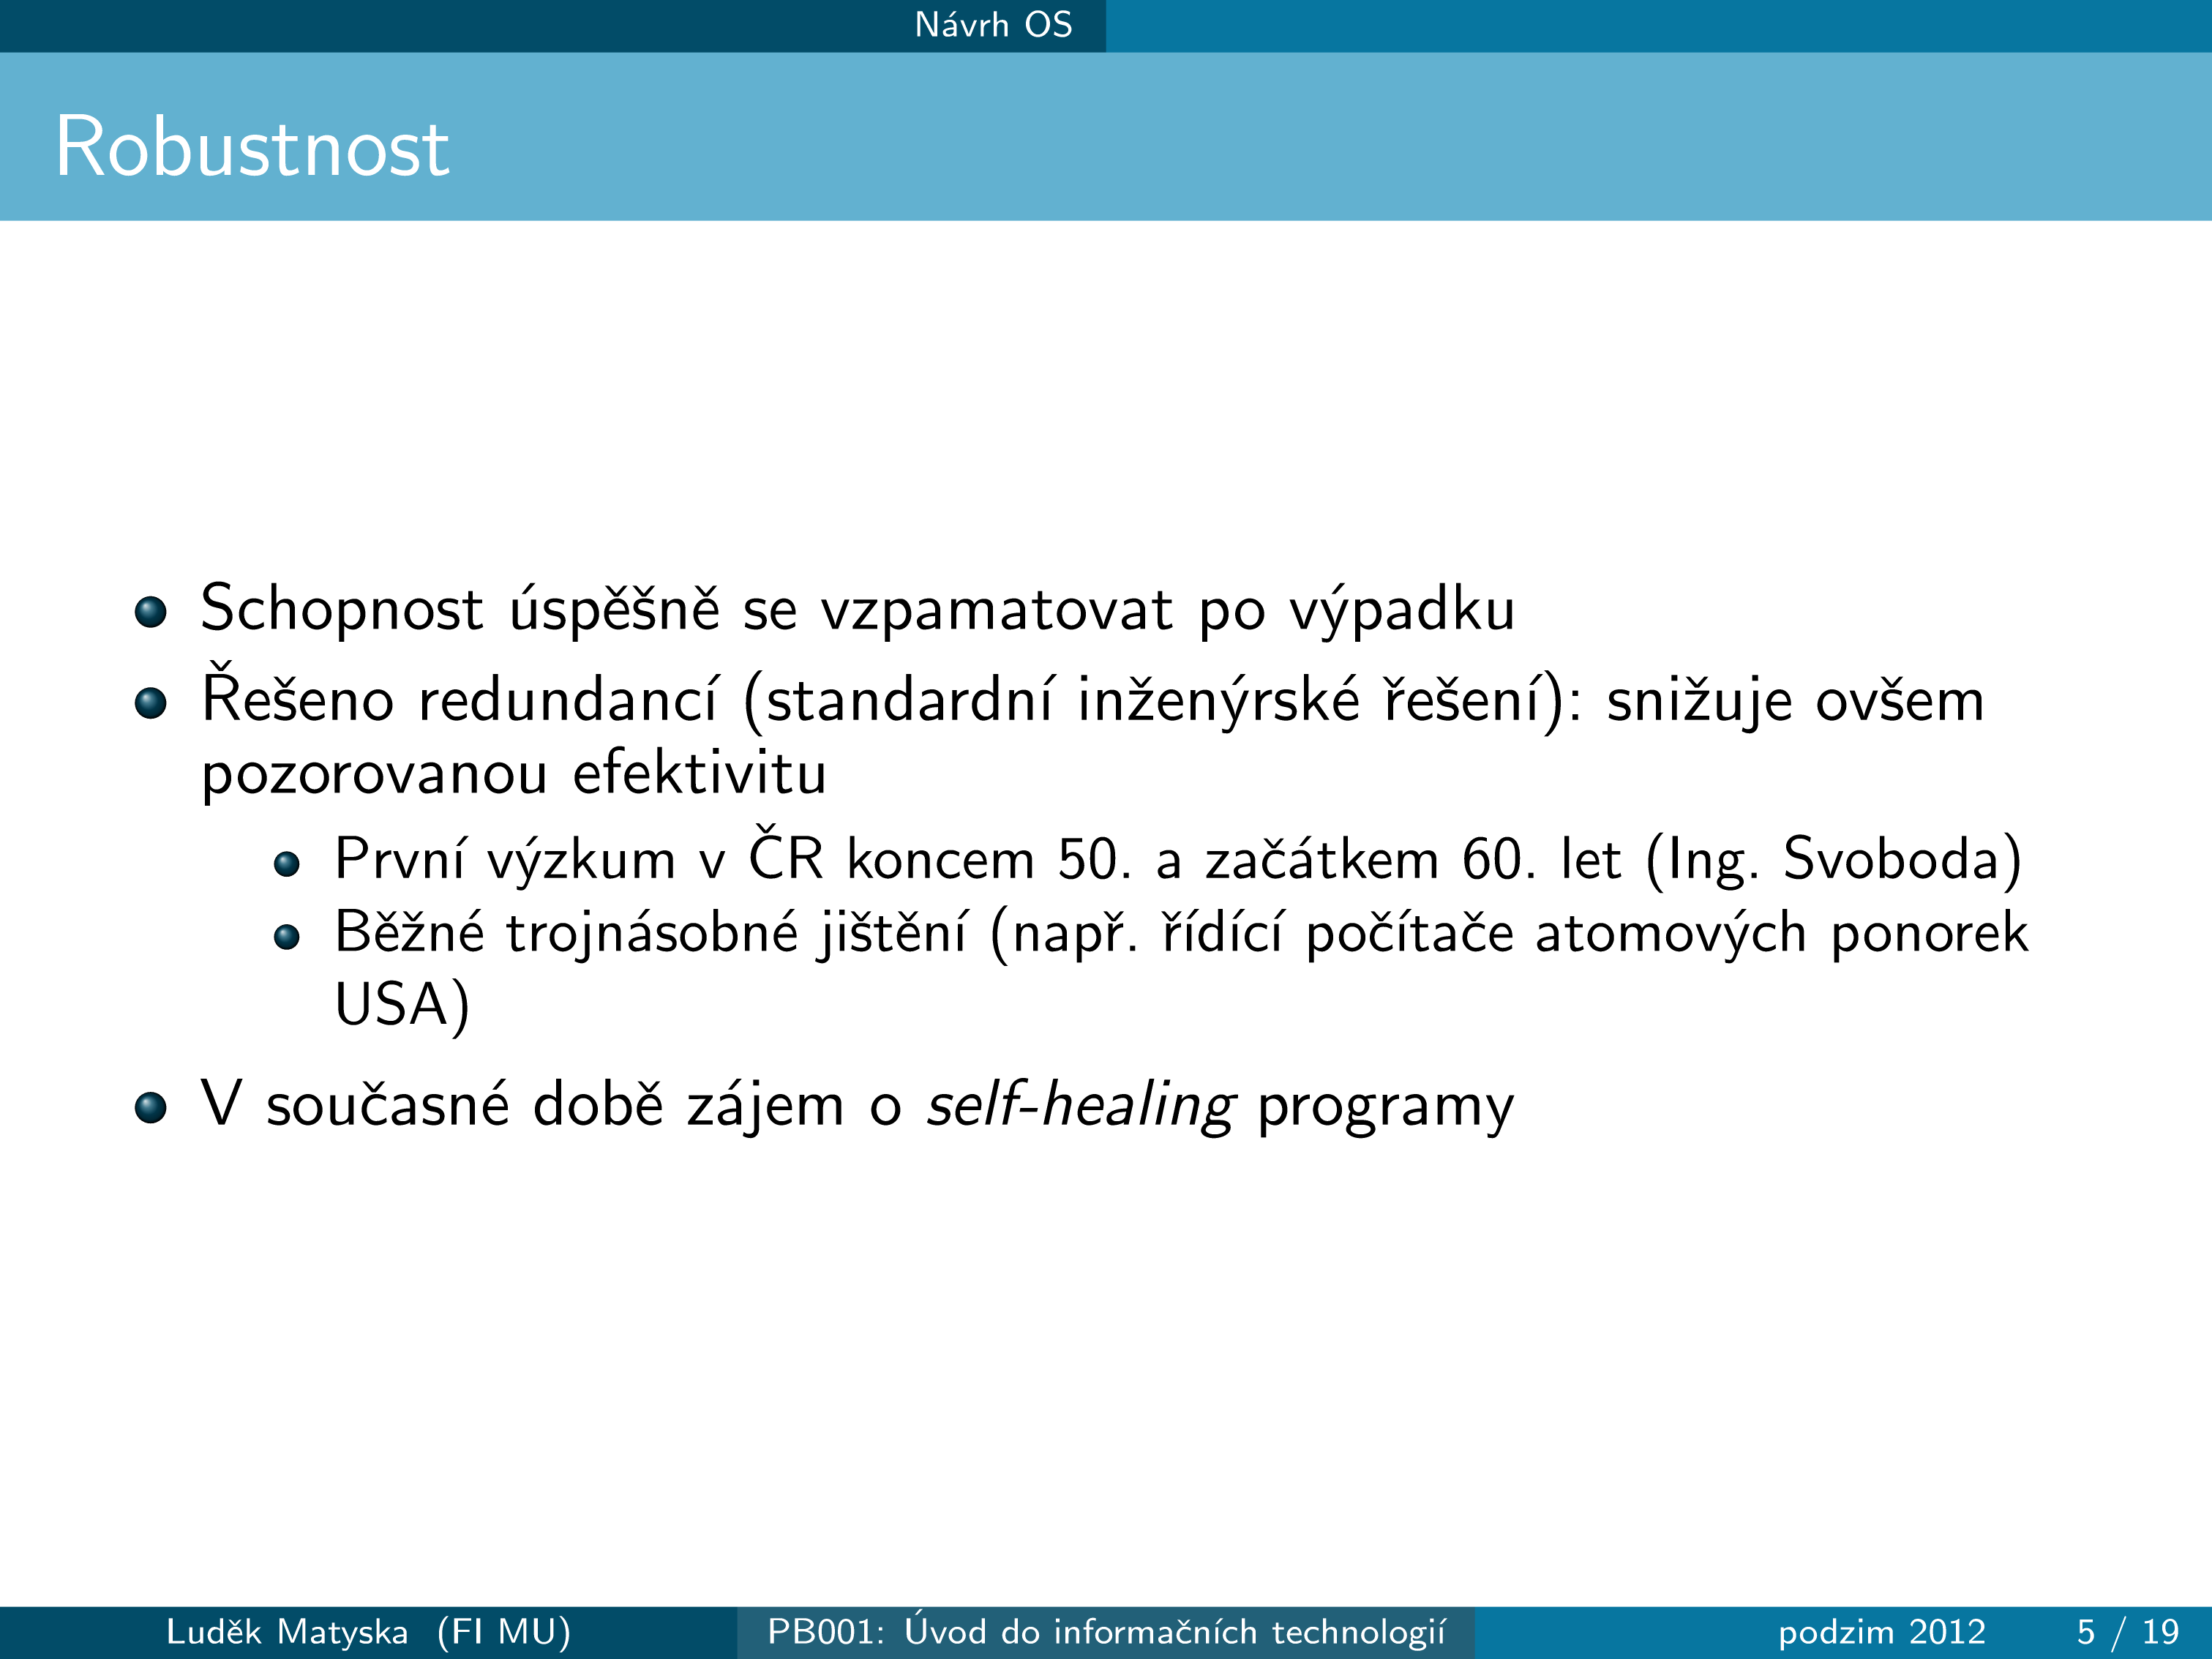 Návrh OS
Robustnost
Schopnost úspěšně se vzpamatovat po výpadku
Řešeno redundancí (standardní inženýrské řešení): snižuje ovšem
pozorovanou efektivitu
První výzkum v ČR koncem 50. a začátkem 60. let (Ing. Svoboda)
Běžné trojnásobné jištění (např. řídící počítače atomových ponorek
USA)
V současné době zájem o self-healing programy
Luděk Matyska (FI MU) PB001: Úvod do informačních technologií podzim 2012 5 / 19